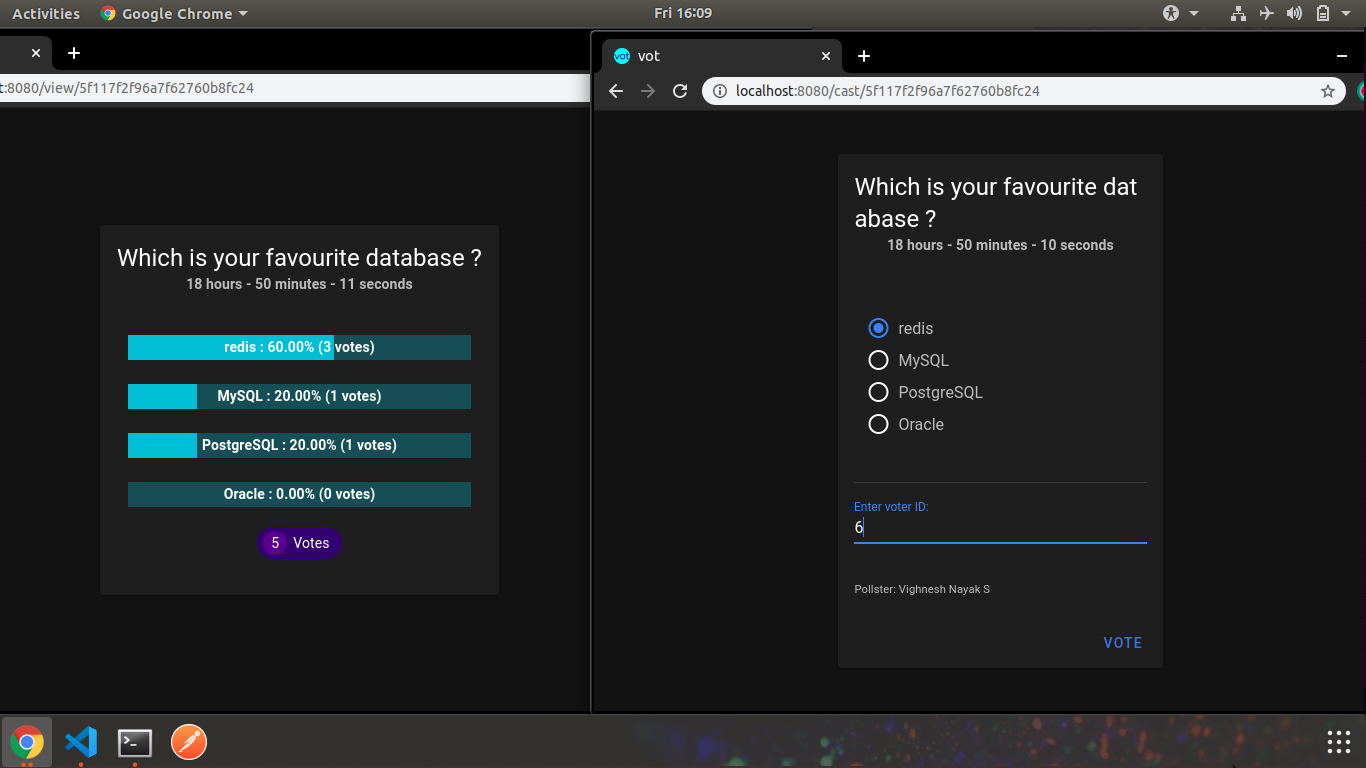 Activities Google Chrome Fri 16:09
t:8080/view/5f117f2f96a7f62760b8fc24
Which is your favourite database ?
18 hours - 50 minutes - 11 seconds
redis : 60.00% (3 votes)
MySQL : 20.00% (1 votes)
PostgreSQL : 20.00% (1 votes)
Oracle : 0.00% (0 votes)
5 Votes
vot vot
localhost:8080/cast/5f117f2f96a7f62760b8fc24
Which is your favourite dat
abase ?
18 hours - 50 minutes - 10 seconds
redis
MySQL
PostgreSQL
Oracle
Enter voter ID:
6
Pollster: Vighnesh Nayak S
VOTE